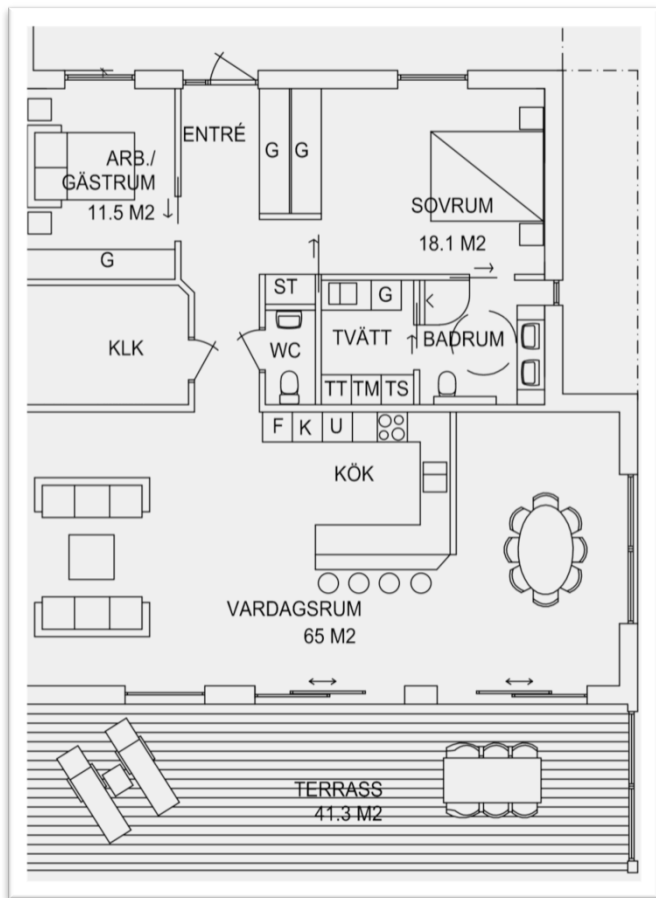 ENTRÉ
ARB./
GÄSTRUM
11.5 M2
G G
SOVRUM
18.1 M2
G
ST
G
KLK
WC
TVÄTT
BADRUM
TT TM TS
F K U
KÖK
VARDAGSRUM
65 M2
TERRASS
41.3 M2